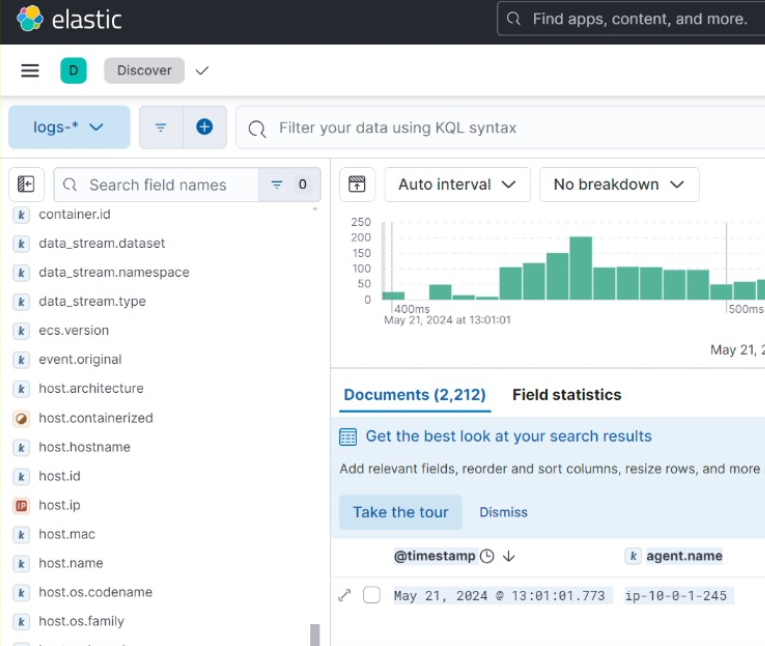 elastic
Find apps, content, and more.
D
Discover
logs-*
Filter your data using KQL syntax
Search field names
0
k container.id
k data_stream.dataset
k data_stream.namespace
k data_stream.type
k ecs.version
k event.original
k host.architecture
host.containerized
k host.hostname
k host.id
IP host.ip
k host.mac
k host.name
k host.os.codename
k host.os.family
Auto interval
No breakdown
250
200
150
100
50
0
400ms
500ms
May 21, 2024 at 13:01:01
May 21, 2
Documents (2,212)
Field statistics
Get the best look at your search results
Add relevant fields, reorder and sort columns, resize rows, and more
Take the tour
Dismiss
@timestamp
k agent.name
May 21, 2024 @ 13:01:01.773
ip-10-0-1-245